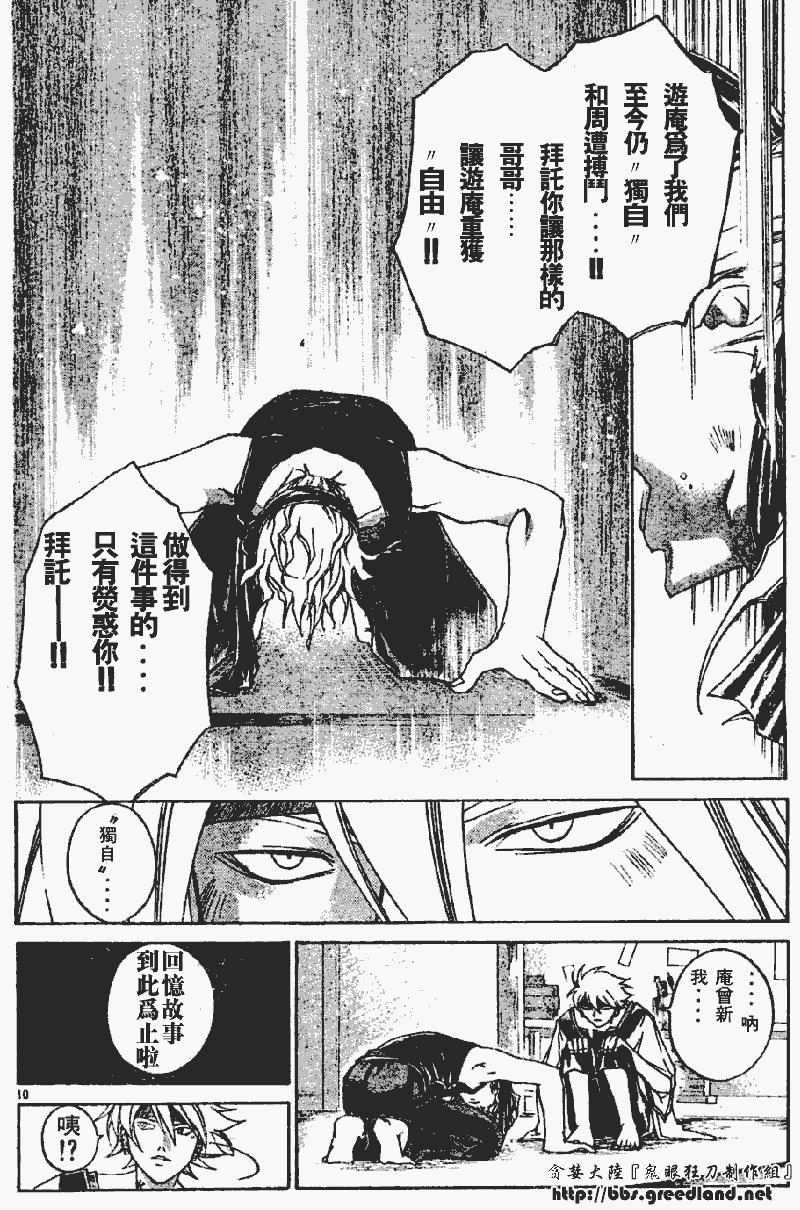 遊庵爲了我們
至今仍〝獨自〞
和周遭搏鬥‥‥!!
拜託你讓那樣的
哥哥……
讓遊庵重獲
〝自由〞!!
做得到
這件事的‥‥
只有熒惑你!!
拜託──!!
〝獨自〞‥‥
‥‥吶
庵曾新
我‥‥
回憶故事
到此爲止啦
10
咦!?
貪婪大陸『鬼眼狂刀制作組』
http://bbs.greedland.net